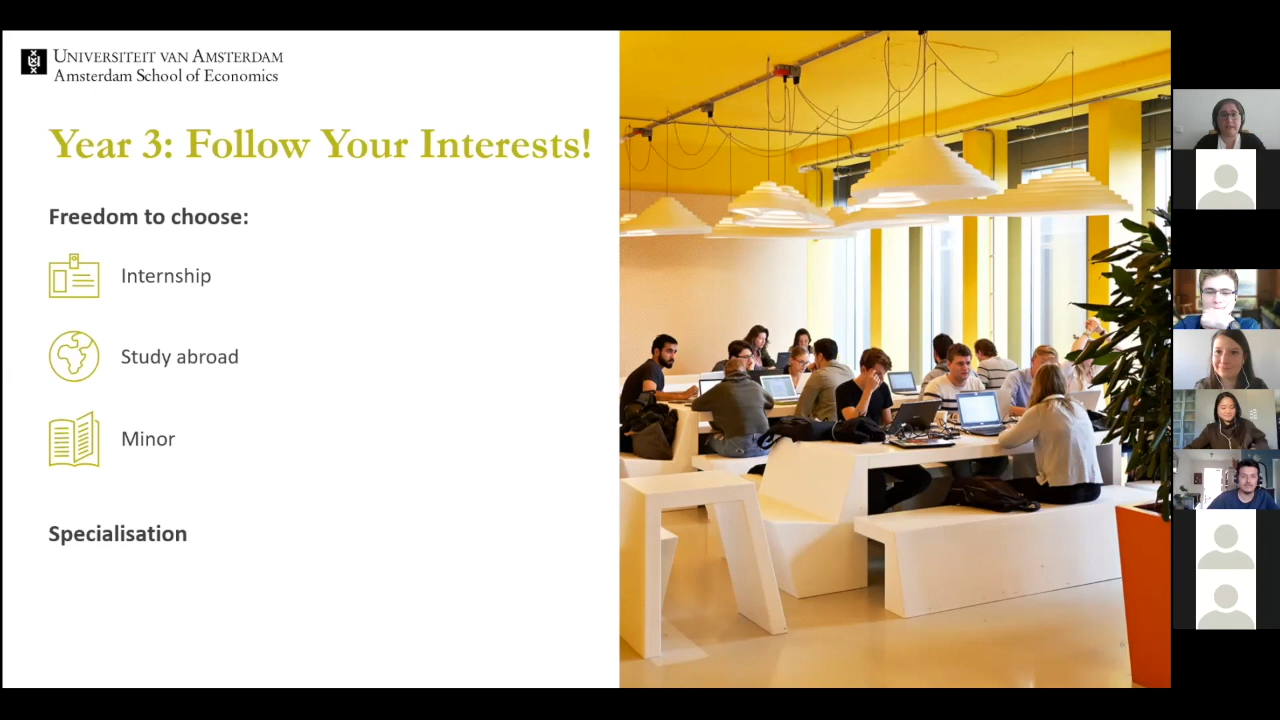 UNIVERSITEIT VAN AMSTERDAM
Amsterdam School of Economics
Year 3: Follow Your Interests!
Freedom to choose:
Internship
Study abroad
Minor
Specialisation